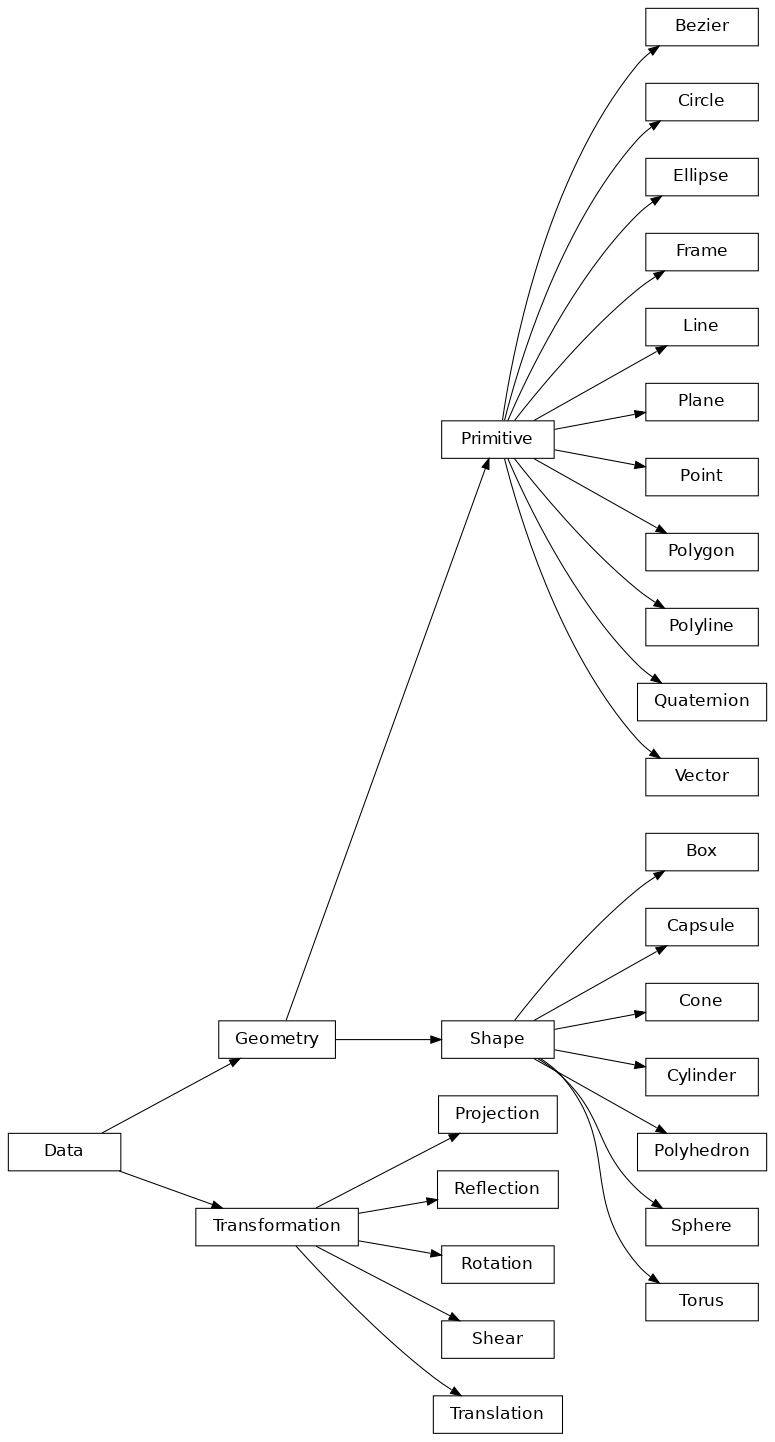 Bezier
Circle
Ellipse
Frame
Line
Plane
Primitive
Point
Polygon
Polyline
Quaternion
Vector
Box
Capsule
Cone
Geometry
Shape
Cylinder
Projection
Data
Polyhedron
Reflection
Transformation
Sphere
Rotation
Torus
Shear
Translation